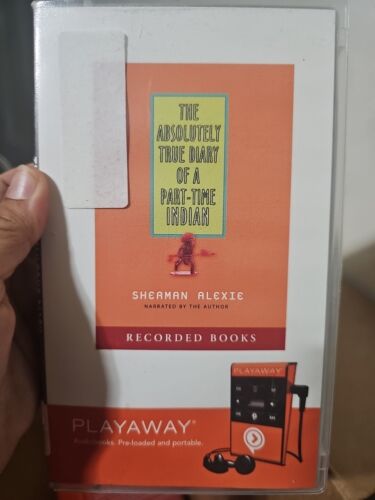 THE
ABSOLUTELY
TRUE DIARY
OF A
PART-TIME
INDIAN
SHERMAN ALEXIE
NARRATED BY THE AUTHOR
RECORDED BOOKS
PLAYAWAY
PLAYAWAY®
Audiobooks. Pre-loaded and portable.